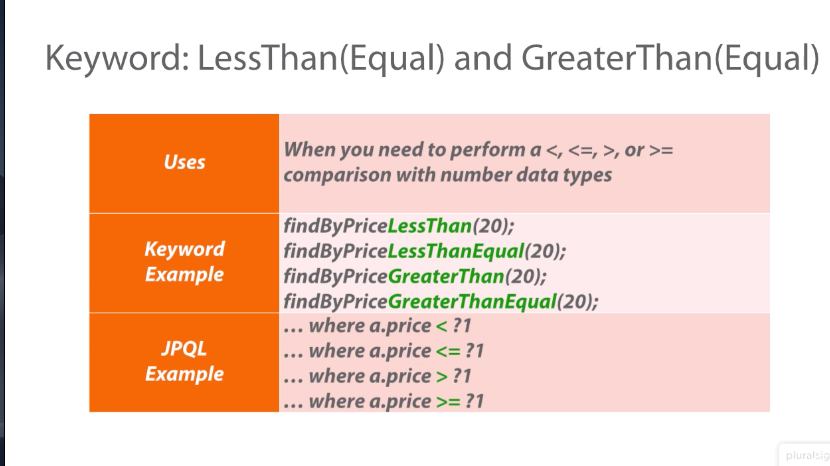 Keyword: LessThan(Equal) and GreaterThan(Equal)
Uses
When you need to perform a <, <=, >, or >=
comparison with number data types
Keyword
Example
findByPriceLessThan(20);
findByPriceLessThanEqual(20);
findByPriceGreaterThan(20);
findByPriceGreaterThanEqual(20);
JPQL
Example
... where a.price < ?1
... where a.price <= ?1
... where a.price > ?1
... where a.price >= ?1
pluralsig